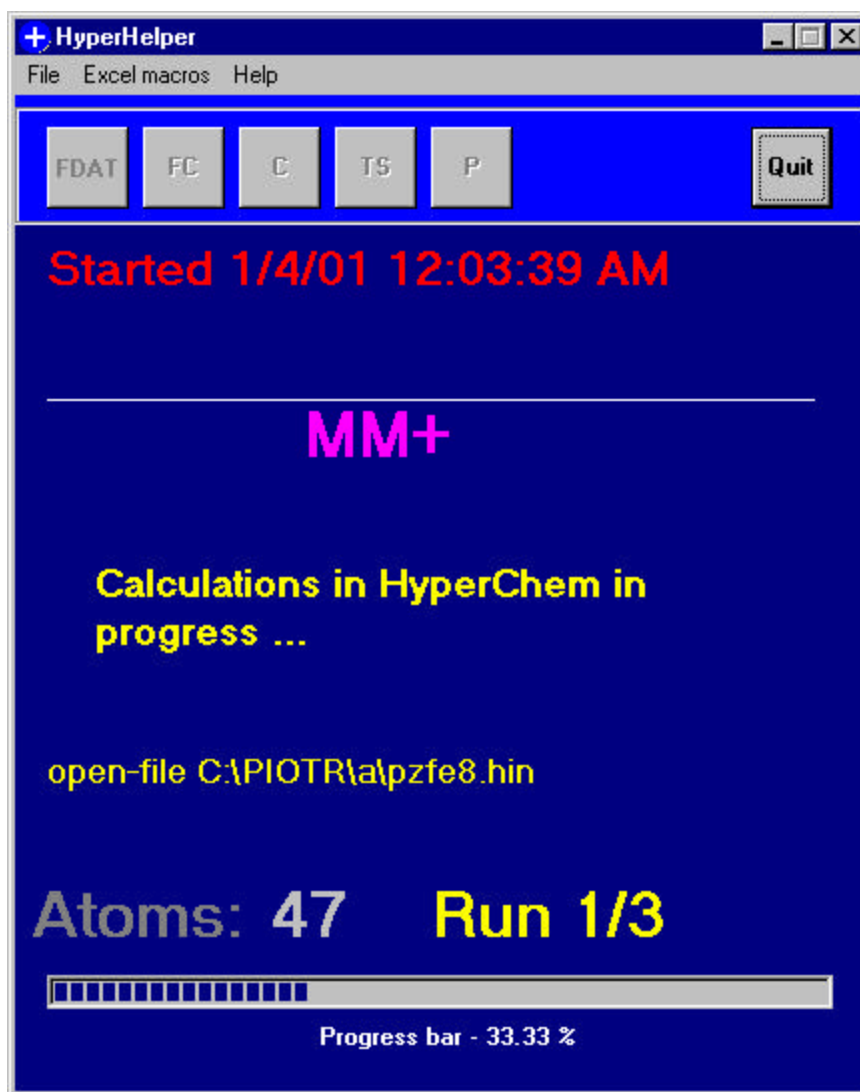 HyperHelper
File Excel macros Help
FDAT FC C TS P Quit
Started 1/4/01 12:03:39 AM
MM+
Calculations in HyperChem in
progress ...
open-file C:\PIOTR\a\pzfe8.hin
Atoms: 47 Run 1/3
Progress bar - 33.33 %